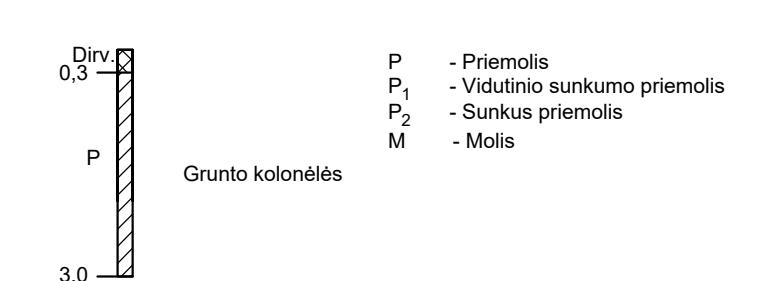 Dirv.
0,3
P
3,0
Grunto kolonėlės
P - Priemolis
P1 - Vidutinio sunkumo priemolis
P2 - Sunkus priemolis
M - Molis